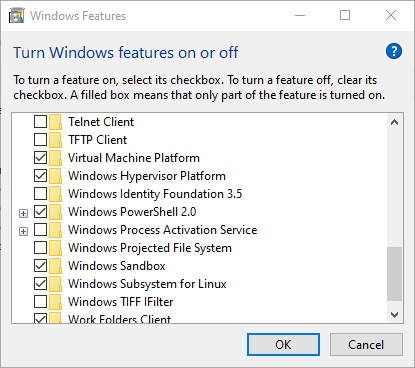 Windows Features
Turn Windows features on or off
To turn a feature on, select its checkbox. To turn a feature off, clear its
checkbox. A filled box means that only part of the feature is turned on.
Telnet Client
TFTP Client
Virtual Machine Platform
Windows Hypervisor Platform
Windows Identity Foundation 3.5
Windows PowerShell 2.0
Windows Process Activation Service
Windows Projected File System
Windows Sandbox
Windows Subsystem for Linux
Windows TIFF IFilter
Work Folders Client
OK
Cancel